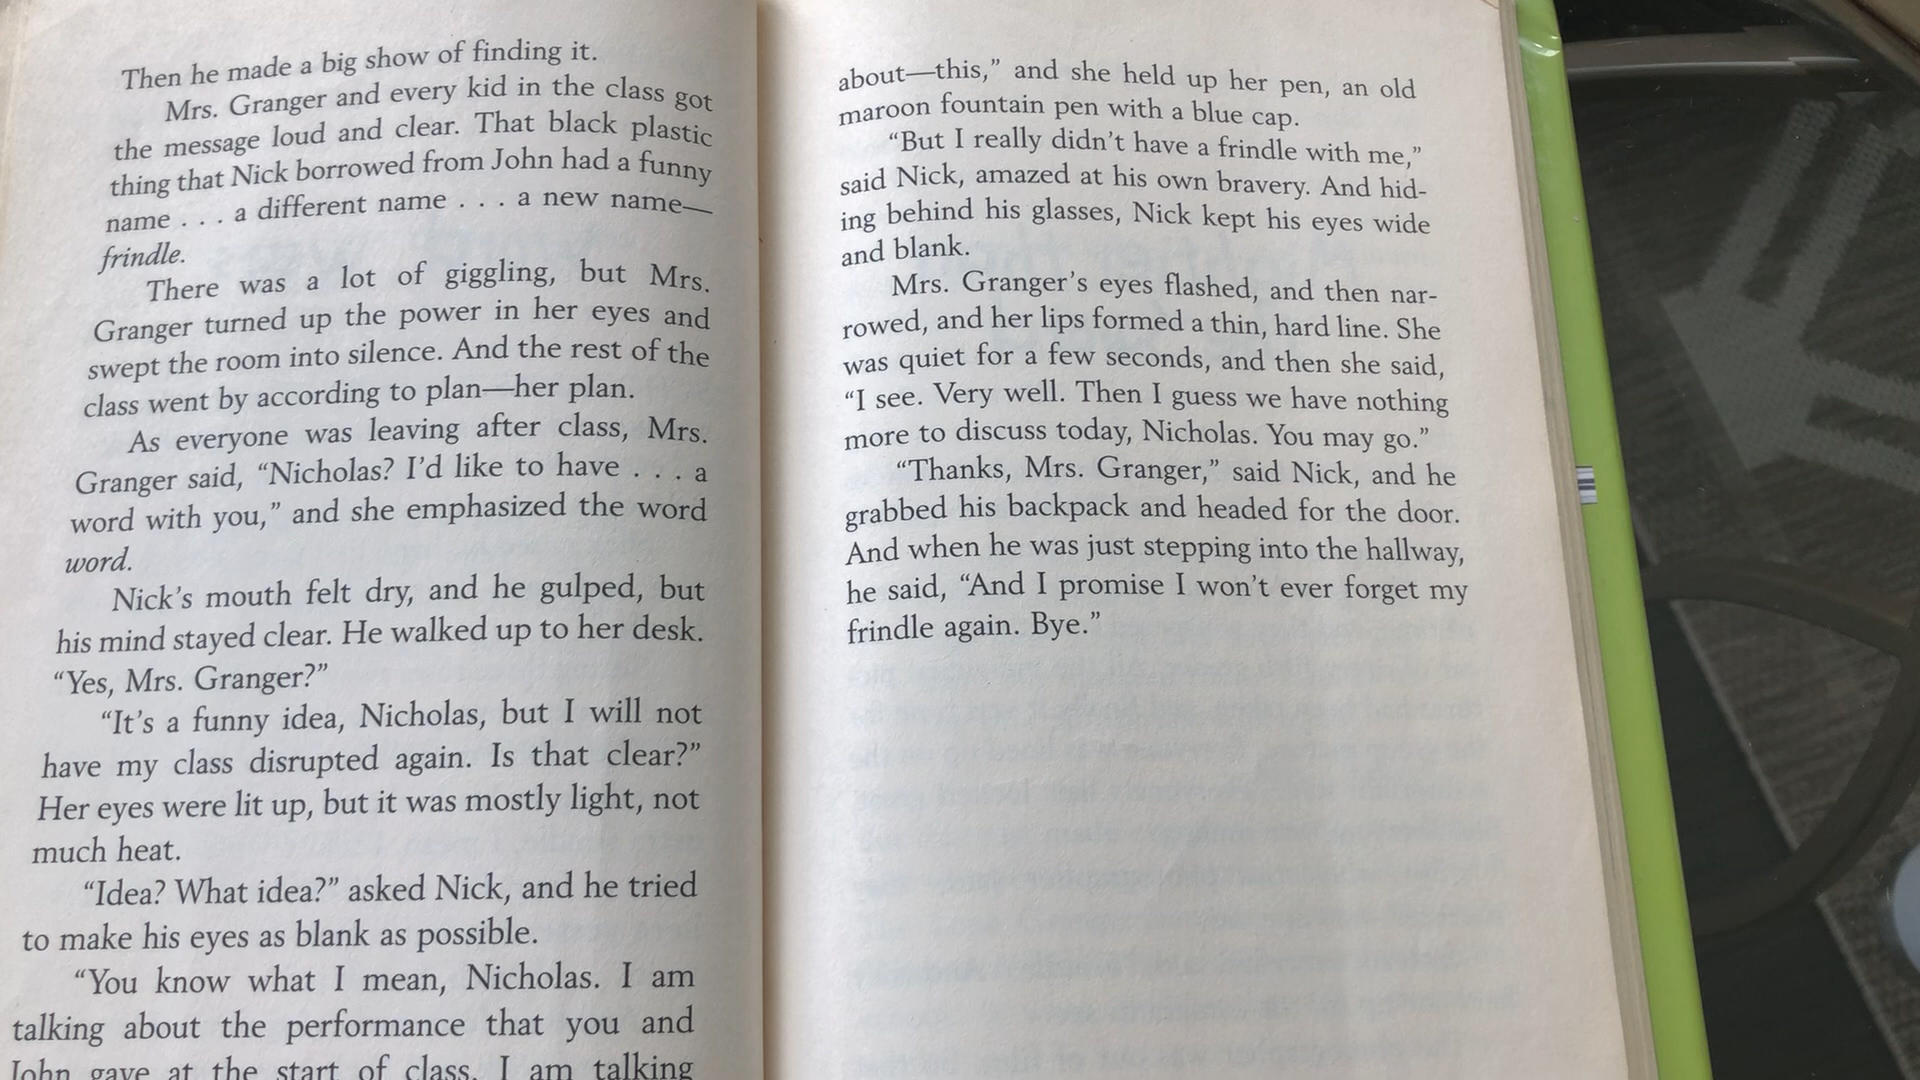 Then he made a big show of finding it.
Mrs. Granger and every kid in the class got
the message loud and clear. That black plastic
thing that Nick borrowed from John had a funny
name . . . a different name . . . a new name—
frindle.
There was a lot of giggling, but Mrs.
Granger turned up the power in her eyes and
swept the room into silence. And the rest of the
class went by according to plan—her plan.
As everyone was leaving after class, Mrs.
Granger said, “Nicholas? I’d like to have . . . a
word with you,” and she emphasized the word
word.
Nick’s mouth felt dry, and he gulped, but
his mind stayed clear. He walked up to her desk.
“Yes, Mrs. Granger?”
“It’s a funny idea, Nicholas, but I will not
have my class disrupted again. Is that clear?”
Her eyes were lit up, but it was mostly light, not
much heat.
“Idea? What idea?” asked Nick, and he tried
to make his eyes as blank as possible.
“You know what I mean, Nicholas. I am
talking about the performance that you and
John gave at the start of class. I am talking
about—this,” and she held up her pen, an old
maroon fountain pen with a blue cap.
“But I really didn’t have a frindle with me,”
said Nick, amazed at his own bravery. And hid-
ing behind his glasses, Nick kept his eyes wide
and blank.
Mrs. Granger’s eyes flashed, and then nar-
rowed, and her lips formed a thin, hard line. She
was quiet for a few seconds, and then she said,
“I see. Very well. Then I guess we have nothing
more to discuss today, Nicholas. You may go.”
“Thanks, Mrs. Granger,” said Nick, and he
grabbed his backpack and headed for the door.
And when he was just stepping into the hallway,
he said, “And I promise I won’t ever forget my
frindle again. Bye.”